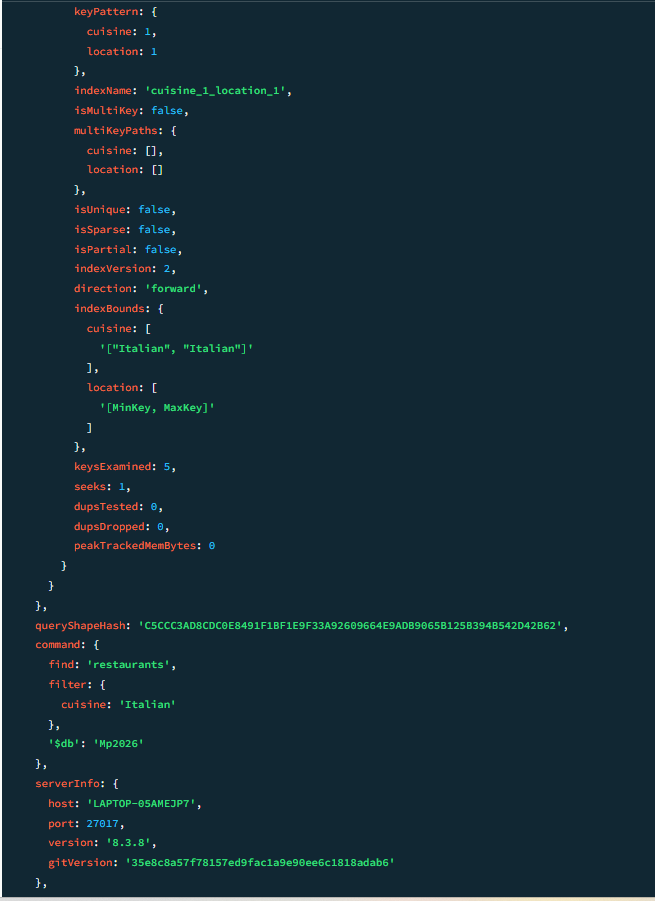 keyPattern: {
cuisine: 1,
location: 1
},
indexName: 'cuisine_1_location_1',
isMultiKey: false,
multiKeyPaths: {
cuisine: [],
location: []
},
isUnique: false,
isSparse: false,
isPartial: false,
indexVersion: 2,
direction: 'forward',
indexBounds: {
cuisine: [
'["Italian", "Italian"]'
],
location: [
'[MinKey, MaxKey]'
]
},
keysExamined: 5,
seeks: 1,
dupsTested: 0,
dupsDropped: 0,
peakTrackedMemBytes: 0
}
}
},
queryShapeHash: 'C5CCC3AD8CDC0E8491F1BF1E9F33A92609664E9ADB9065B125B394B542D42B62',
command: {
find: 'restaurants',
filter: {
cuisine: 'Italian'
},
'$db': 'Mp2026'
},
serverInfo: {
host: 'LAPTOP-05AMEJP7',
port: 27017,
version: '8.3.8',
gitVersion: '35e8c8a57f78157ed9fac1a9e90ee6c1818adab6'
},